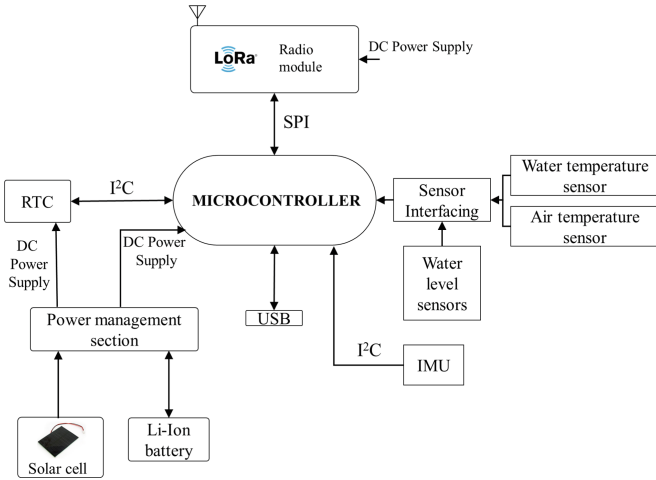 LoRa
Radio
module
DC Power Supply
SPI
I²C
RTC
MICROCONTROLLER
Sensor
Interfacing
Water temperature
sensor
Air temperature
sensor
DC
Power
Supply
DC Power
Supply
Water
level
sensors
Power management
section
USB
I²C
IMU
Solar cell
Li-Ion
battery